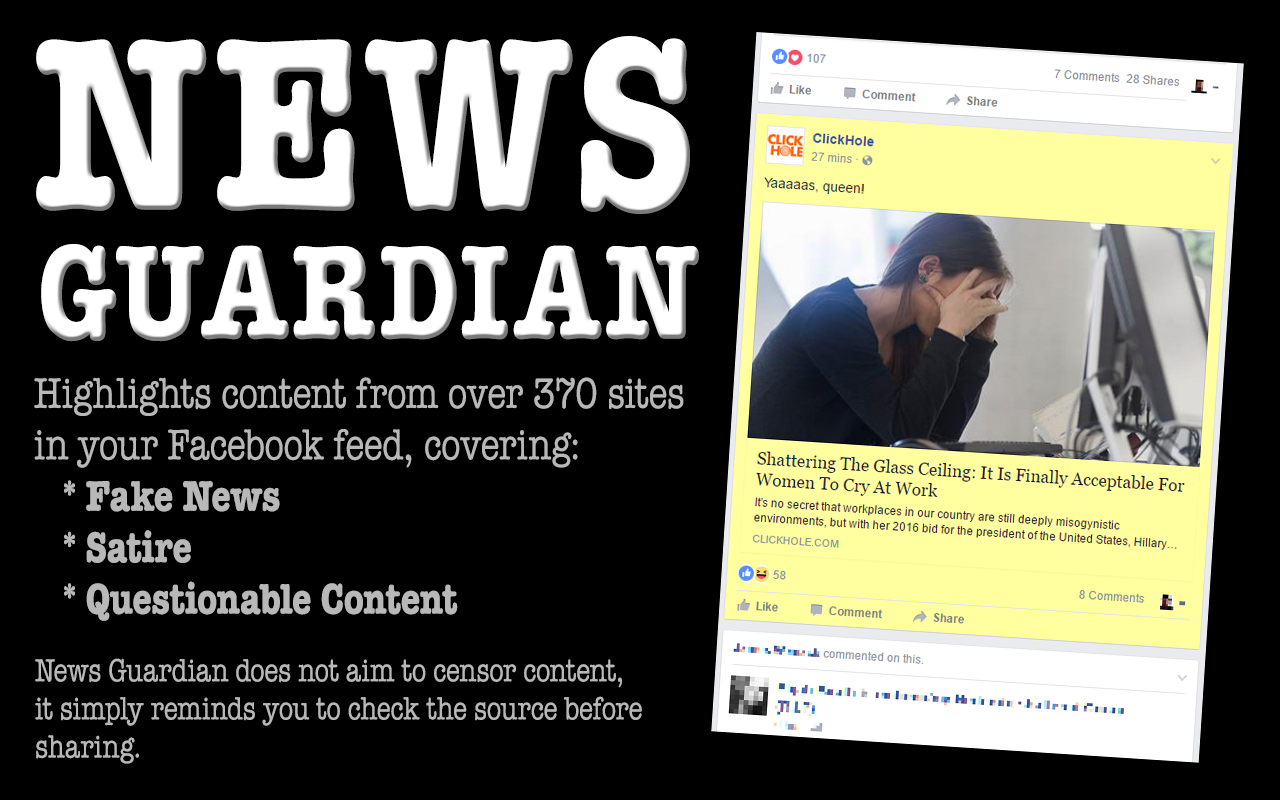 NEWS
GUARDIAN
Highlights content from over 370 sites
in your Facebook feed, covering:
* Fake News
* Satire
* Questionable Content
News Guardian does not aim to censor content,
it simply reminds you to check the source before
sharing.
107
7 Comments 28 Shares
Like Comment Share
CLICK
HOLE
ClickHole
27 mins ·
Yaaaaas, queen!
Shattering The Glass Ceiling: It Is Finally Acceptable For
Women To Cry At Work
It's no secret that workplaces in our country are still deeply misogynistic
environments, but with her 2016 bid for the president of the United States, Hillary...
CLICKHOLE.COM
58
8 Comments
Like Comment Share
commented on this.